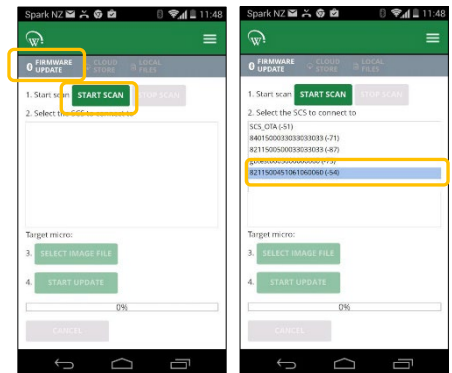 Spark NZ 11:48
W
FIRMWARE UPDATE CLOUD STORE LOCAL FILES
1. Start scan START SCAN STOP SCAN
2. Select the SCS to connect to
Target micro:
3. SELECT IMAGE FILE
4. START UPDATE
0%
CANCEL
Spark NZ 11:48
W
FIRMWARE UPDATE CLOUD STORE LOCAL FILES
1. Start scan START SCAN STOP SCAN
2. Select the SCS to connect to
SCS_OTA (-51)
8401500033033033033 (-71)
8211500500033033033 (-87)
8211500451061060060 (-54)
Target micro:
3. SELECT IMAGE FILE
4. START UPDATE
0%
CANCEL